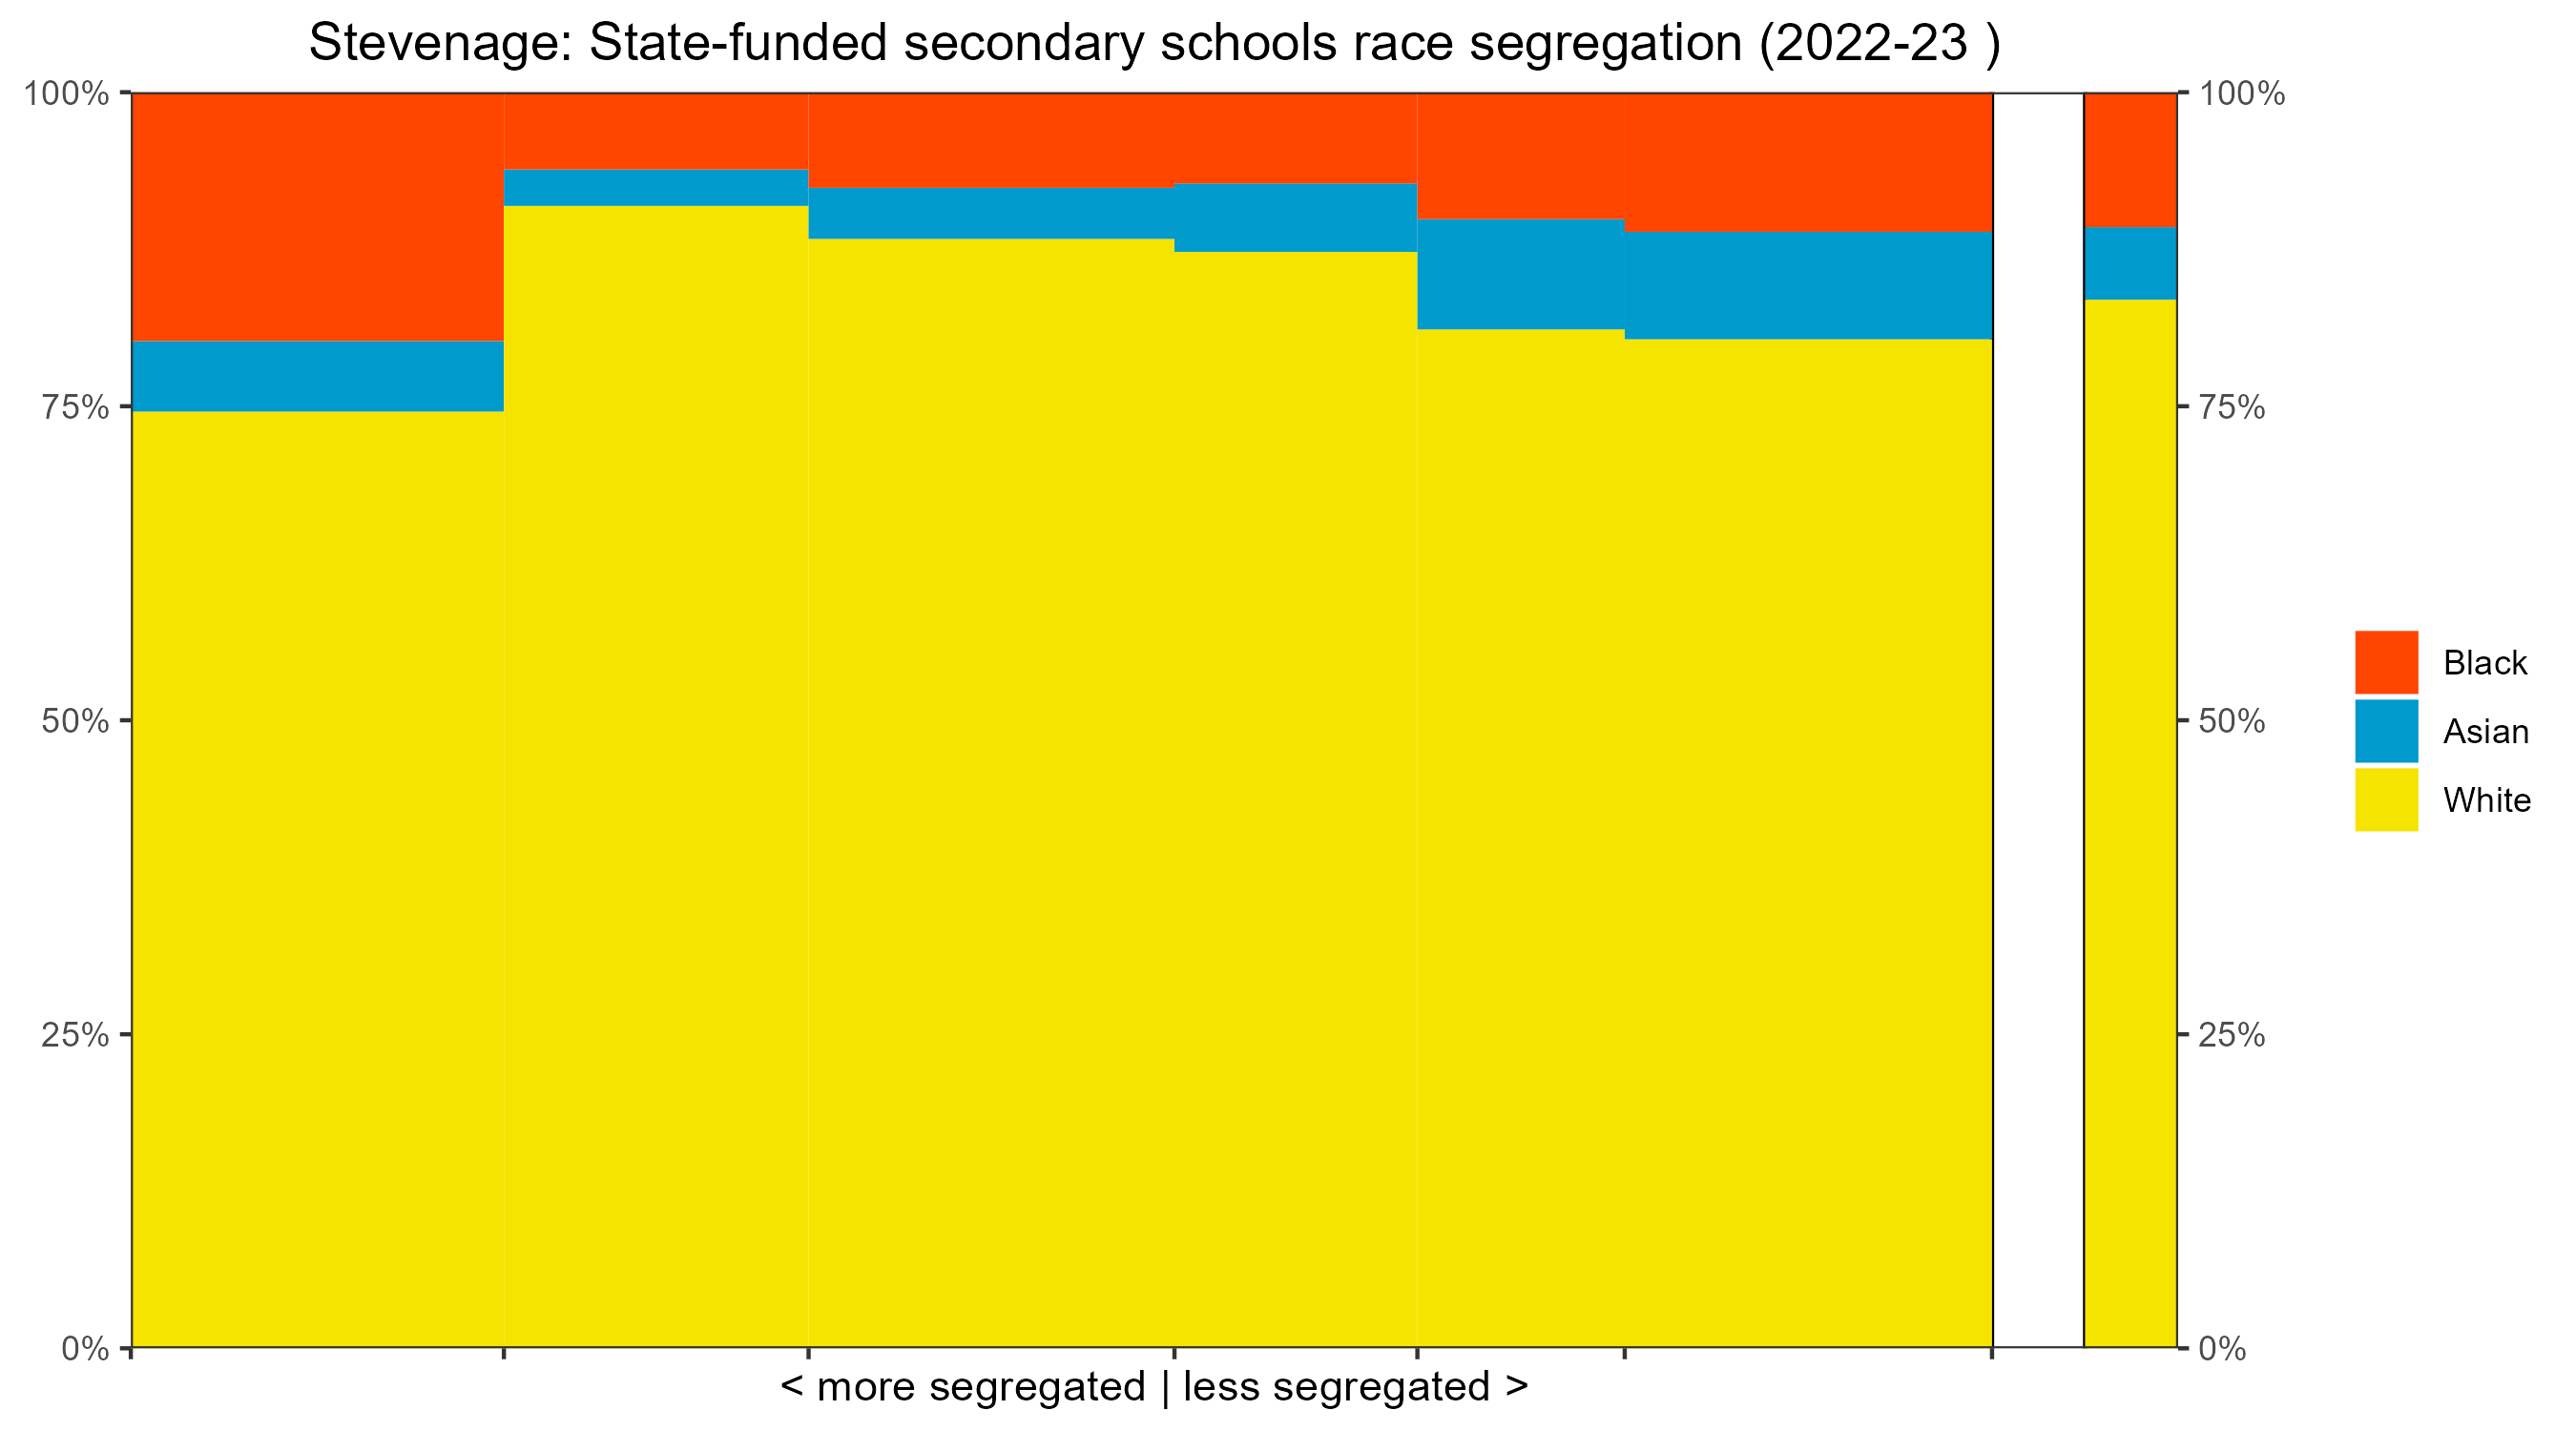 Stevenage: State-funded secondary schools race segregation (2022-23 )
100%
75%
50%
25%
0%
100%
75%
50%
25%
0%
Black
Asian
White
< more segregated | less segregated >